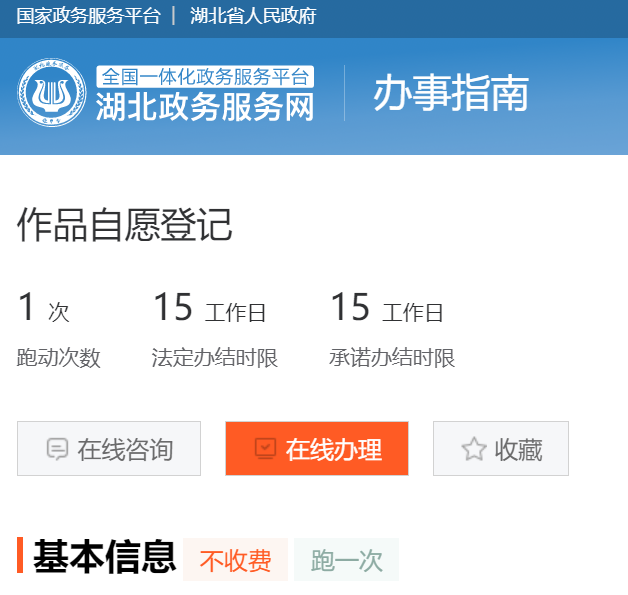 国家政务服务平台 | 湖北省人民政府
全国一体化政务服务平台
湖北政务服务网
办事指南
作品自愿登记
1 次 15 工作日 15 工作日
跑动次数 法定办结时限 承诺办结时限
在线咨询 在线办理 收藏
基本信息 不收费 跑一次